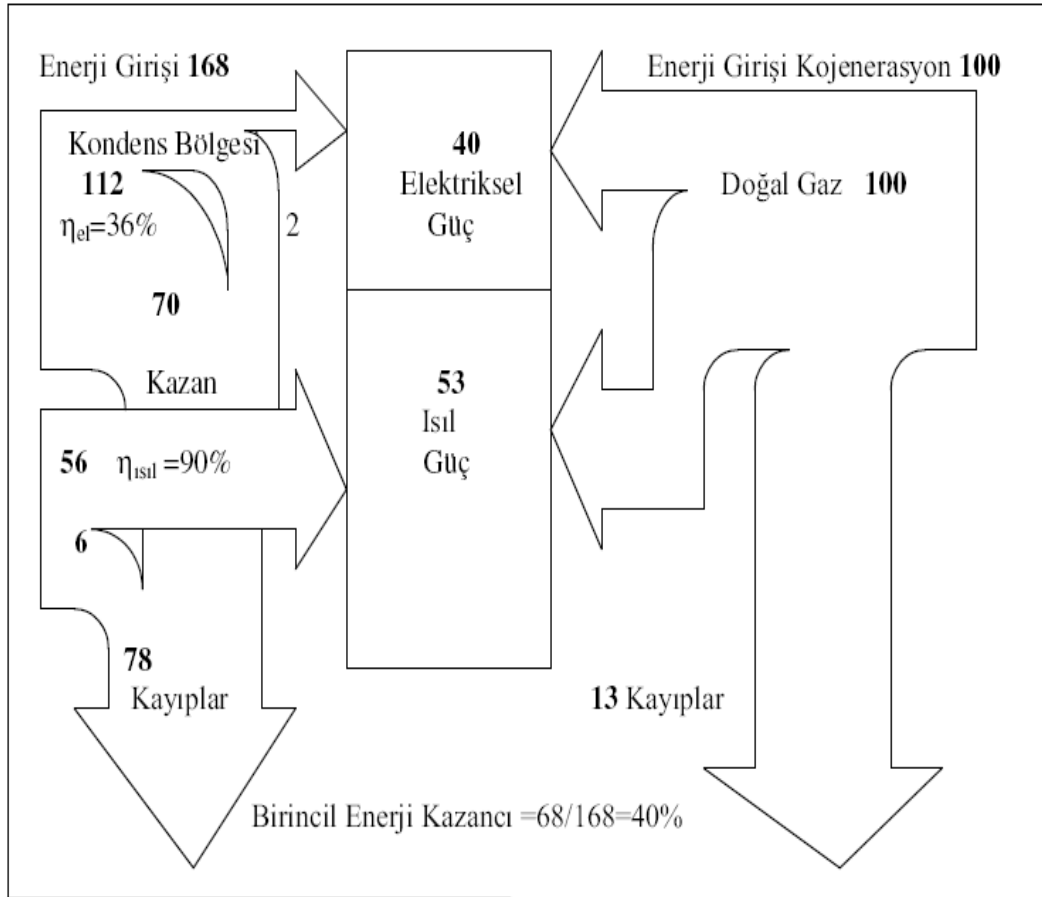 Enerji Girişi 168
Enerji Girişi Kojenerasyon 100
Kondens Bölgesi
112
ηel=36%
2
70
40
Elektriksel
Güç
Doğal Gaz 100
Kazan
56 ηısıl =90%
6
53
Isıl
Güç
78
Kayıplar
13 Kayıplar
Birincil Enerji Kazancı =68/168=40%